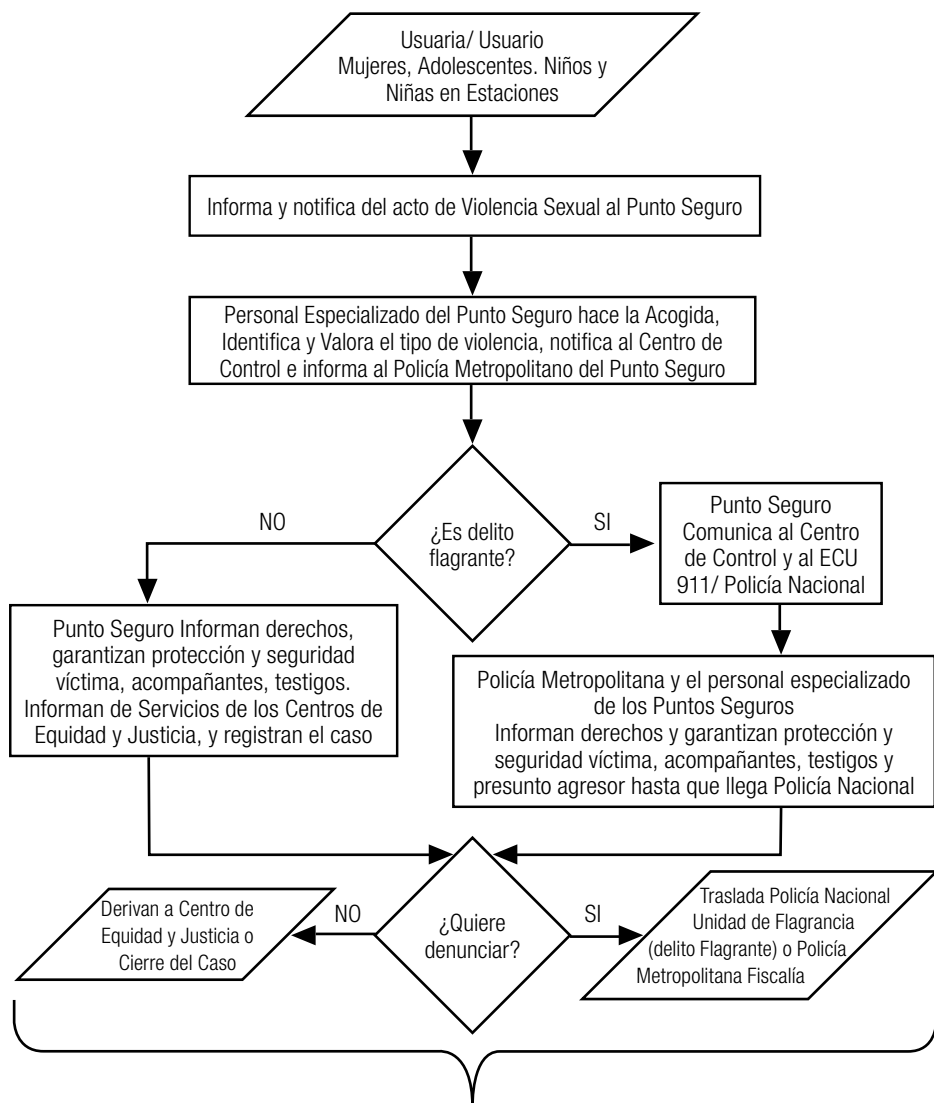 Usuaria/ Usuario
Mujeres, Adolescentes. Niños y
Niñas en Estaciones
Informa y notifica del acto de Violencia Sexual al Punto Seguro
Personal Especializado del Punto Seguro hace la Acogida,
Identifica y Valora el tipo de violencia, notifica al Centro de
Control e informa al Policía Metropolitano del Punto Seguro
¿Es delito
flagrante?
NO
SI
Punto Seguro
Comunica al Centro
de Control y al ECU
911/ Policía Nacional
Punto Seguro Informan derechos,
garantizan protección y seguridad
víctima, acompañantes, testigos.
Informan de Servicios de los Centros de
Equidad y Justicia, y registran el caso
Policía Metropolitana y el personal especializado
de los Puntos Seguros
Informan derechos y garantizan protección y
seguridad víctima, acompañantes, testigos y
presunto agresor hasta que llega Policía Nacional
¿Quiere
denunciar?
NO
SI
Derivan a Centro de
Equidad y Justicia o
Cierre del Caso
Traslada Policía Nacional
Unidad de Flagrancia
(delito Flagrante) o Policía
Metropolitana Fiscalía